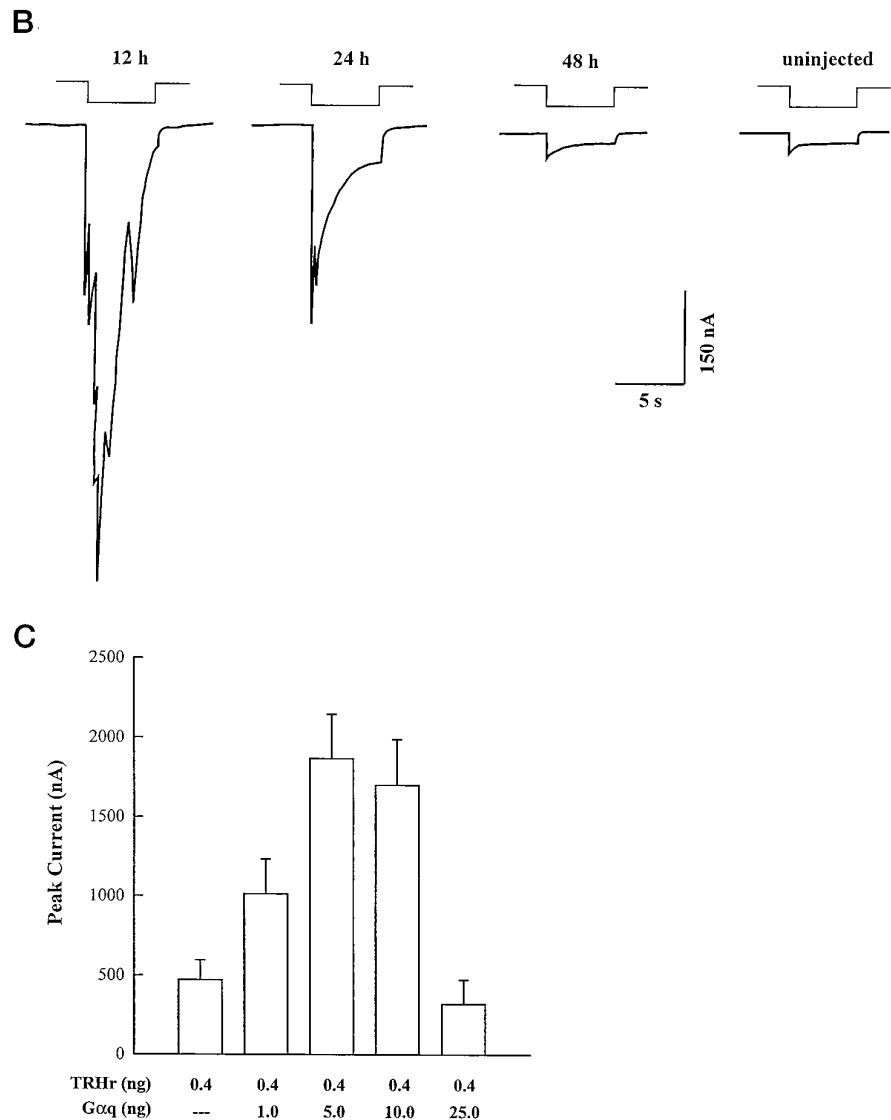 B
12 h 24 h 48 h uninjected
150 nA
5 s
C
Peak Current (nA)
2500
2000
1500
1000
500
0
TRHr (ng) 0.4 0.4 0.4 0.4 0.4
Gαq (ng) --- 1.0 5.0 10.0 25.0